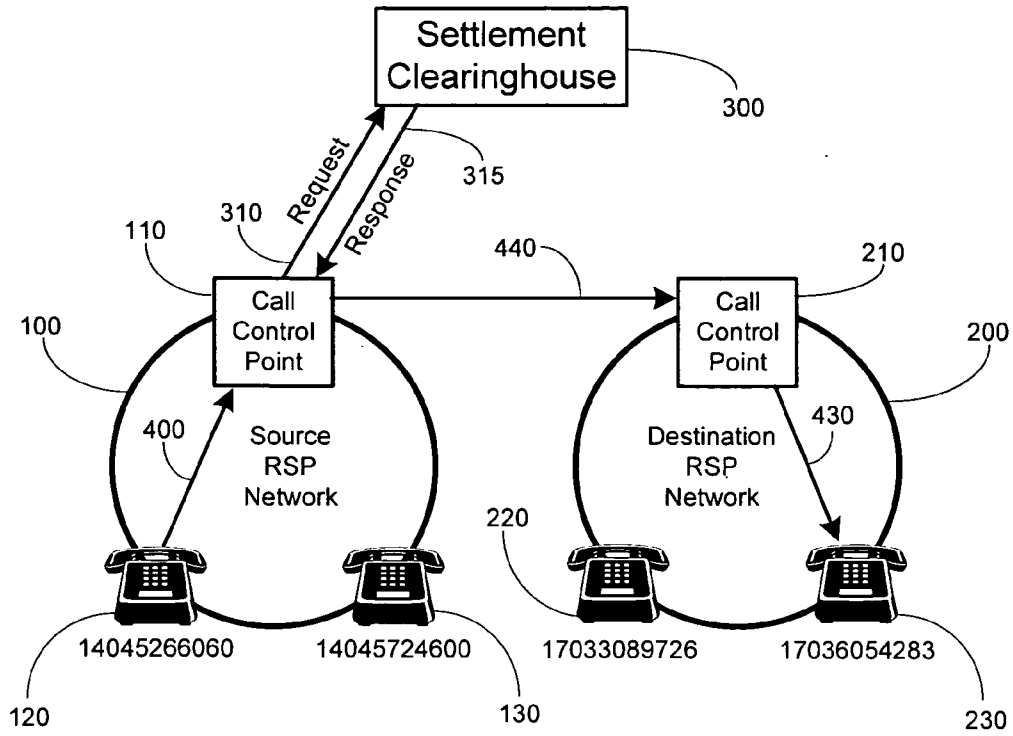 Settlement
Clearinghouse
300
Request
Response
315
310
110
440
210
Call
Control
Point
Call
Control
Point
100
200
400
430
Source
RSP
Network
Destination
RSP
Network
220
14045266060
14045724600
17033089726
17036054283
120
130
230